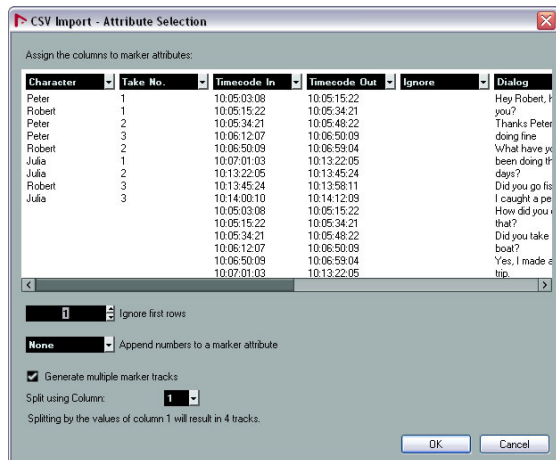 CSV Import - Attribute Selection
Assign the columns to marker attributes:
Character Take No. Timecode In Timecode Out Ignore Dialog
Peter 1 10:05:03:08 10:05:15:22 Hey Robert, h
Robert 1 10:05:15:22 10:05:34:21 you?
Peter 2 10:05:34:21 10:05:48:22 Thanks Peter
Peter 3 10:06:12:07 10:06:50:09 doing fine
Robert 2 10:06:50:09 10:06:59:04 What have yo
Julia 1 10:07:01:03 10:13:22:05 been doing th
Julia 2 10:13:22:05 10:13:45:24 days?
Robert 3 10:13:45:24 10:13:58:11 Did you go fis
Julia 3 10:14:00:10 10:14:12:09 I caught a pe
10:05:03:08 10:05:15:22 How did you
10:05:15:22 10:05:34:21 that?
10:05:34:21 10:05:48:22 Did you take
10:06:12:07 10:06:50:09 boat?
10:06:50:09 10:06:59:04 Yes, I made a
10:07:01:03 10:13:22:05 trip.
1 Ignore first rows
None Append numbers to a marker attribute
Generate multiple marker tracks
Split using Column: 1
Splitting by the values of column 1 will result in 4 tracks.
OK Cancel